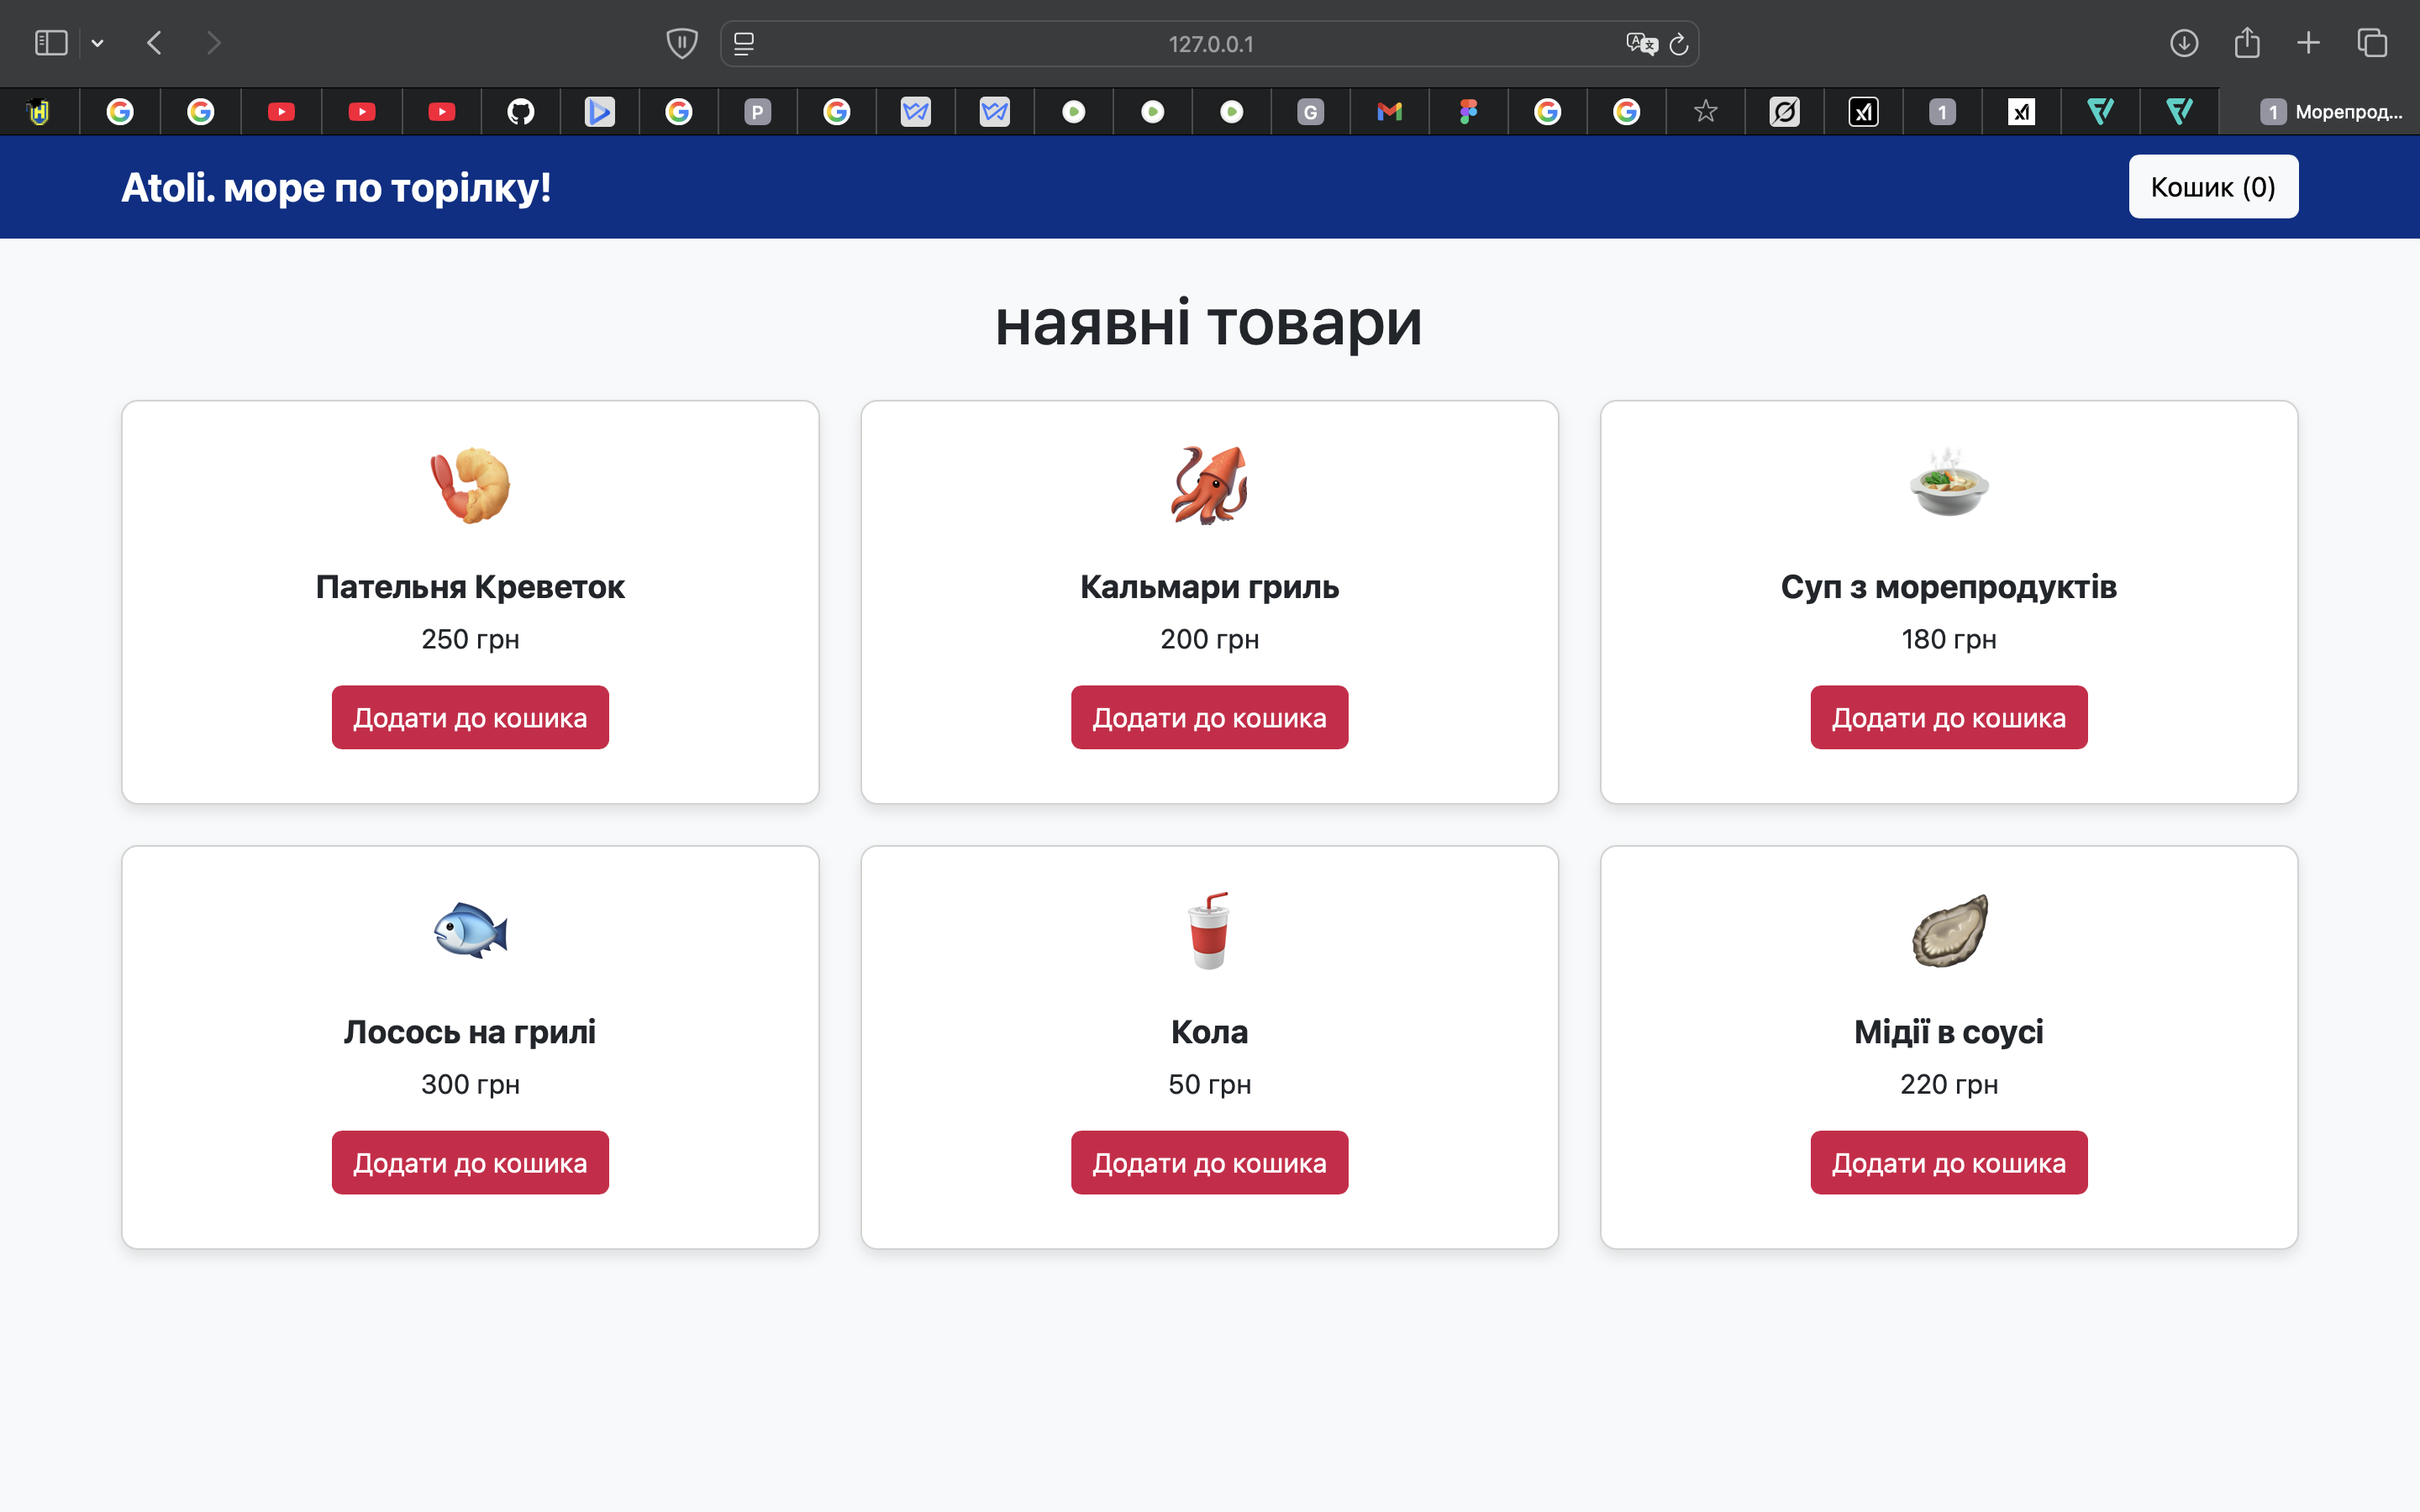 127.0.0.1
P
G
1
1 Морепрод...
Atoli. море по торілку!
Кошик (0)
наявні товари
Пательня Креветок
250 грн
Додати до кошика
Кальмари гриль
200 грн
Додати до кошика
Суп з морепродуктів
180 грн
Додати до кошика
Лосось на грилі
300 грн
Додати до кошика
Кола
50 грн
Додати до кошика
Мідії в соусі
220 грн
Додати до кошика